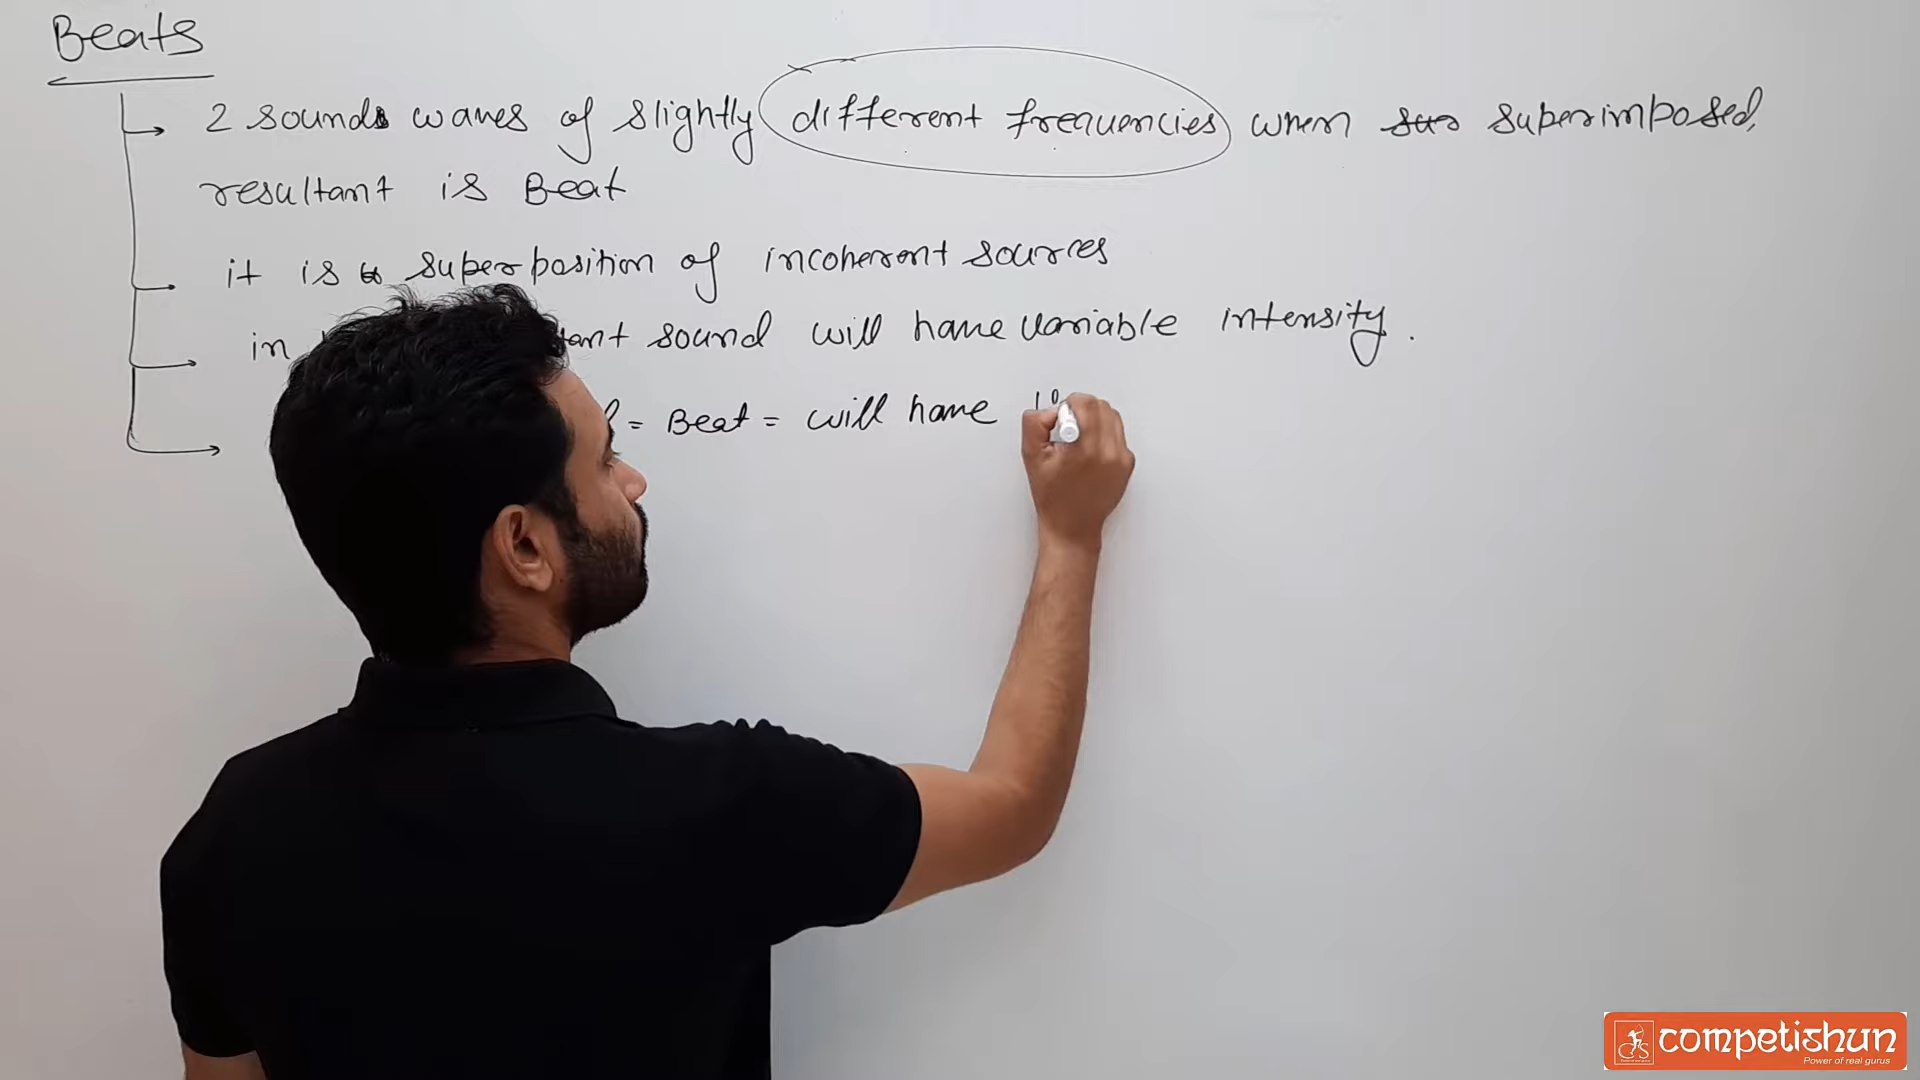 Beats
2 sounds waves of slightly different frequencies when superimposed,
resultant is Beat
it is superposition of incoherent sources
in sound will have variable intensity.
= Beat = will have
competishun
Power of real gurus